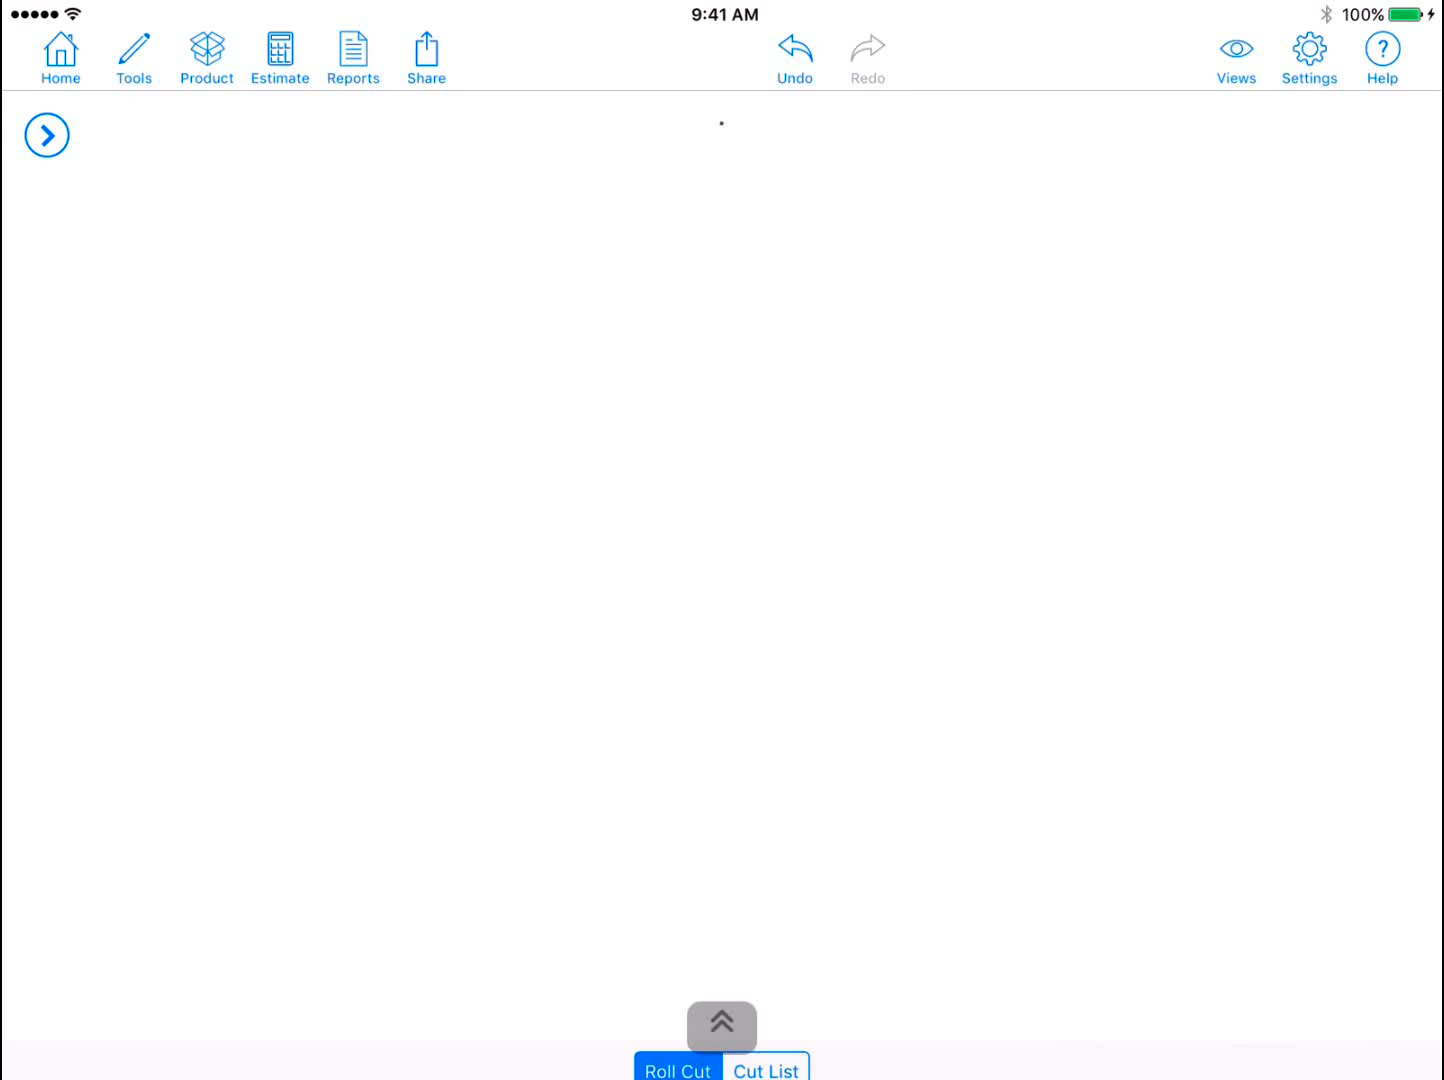 9:41 AM
100%
Home Tools Product Estimate Reports Share Undo Redo Views Settings ? Help
Roll Cut Cut List